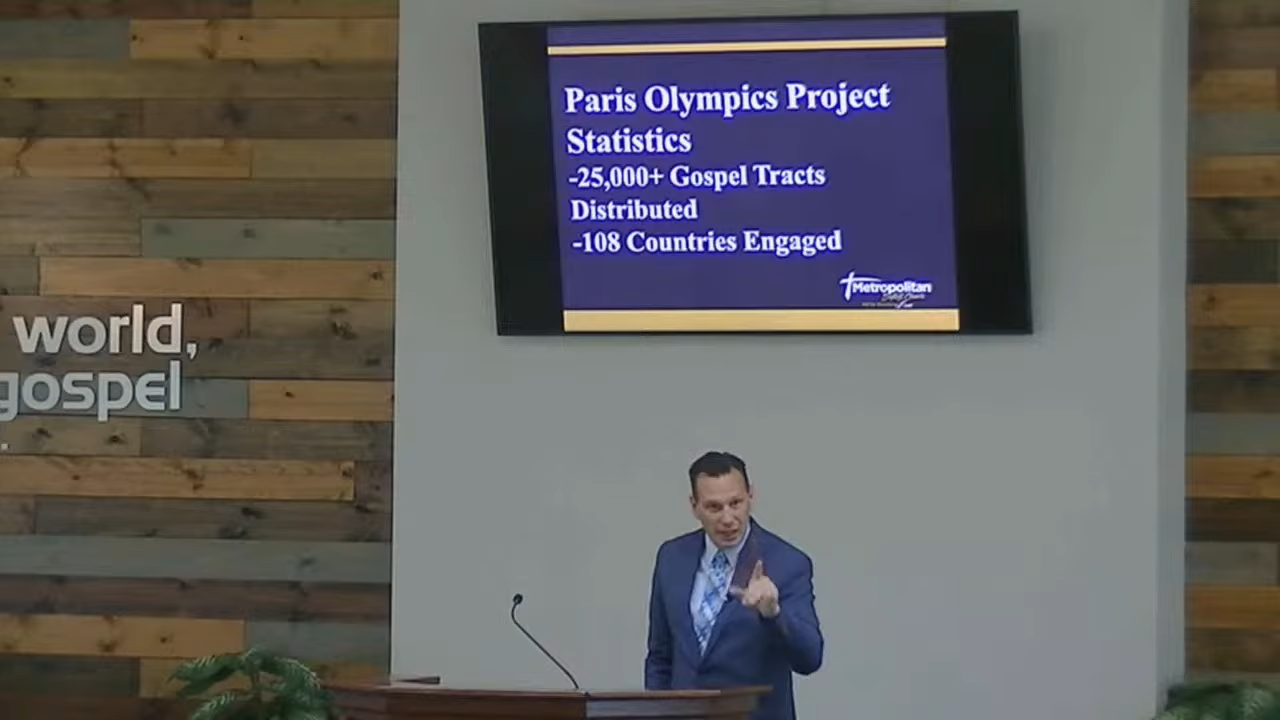 Paris Olympics Project
Statistics
-25,000+ Gospel Tracts
Distributed
-108 Countries Engaged
Metropolitan
world,
gospel
.